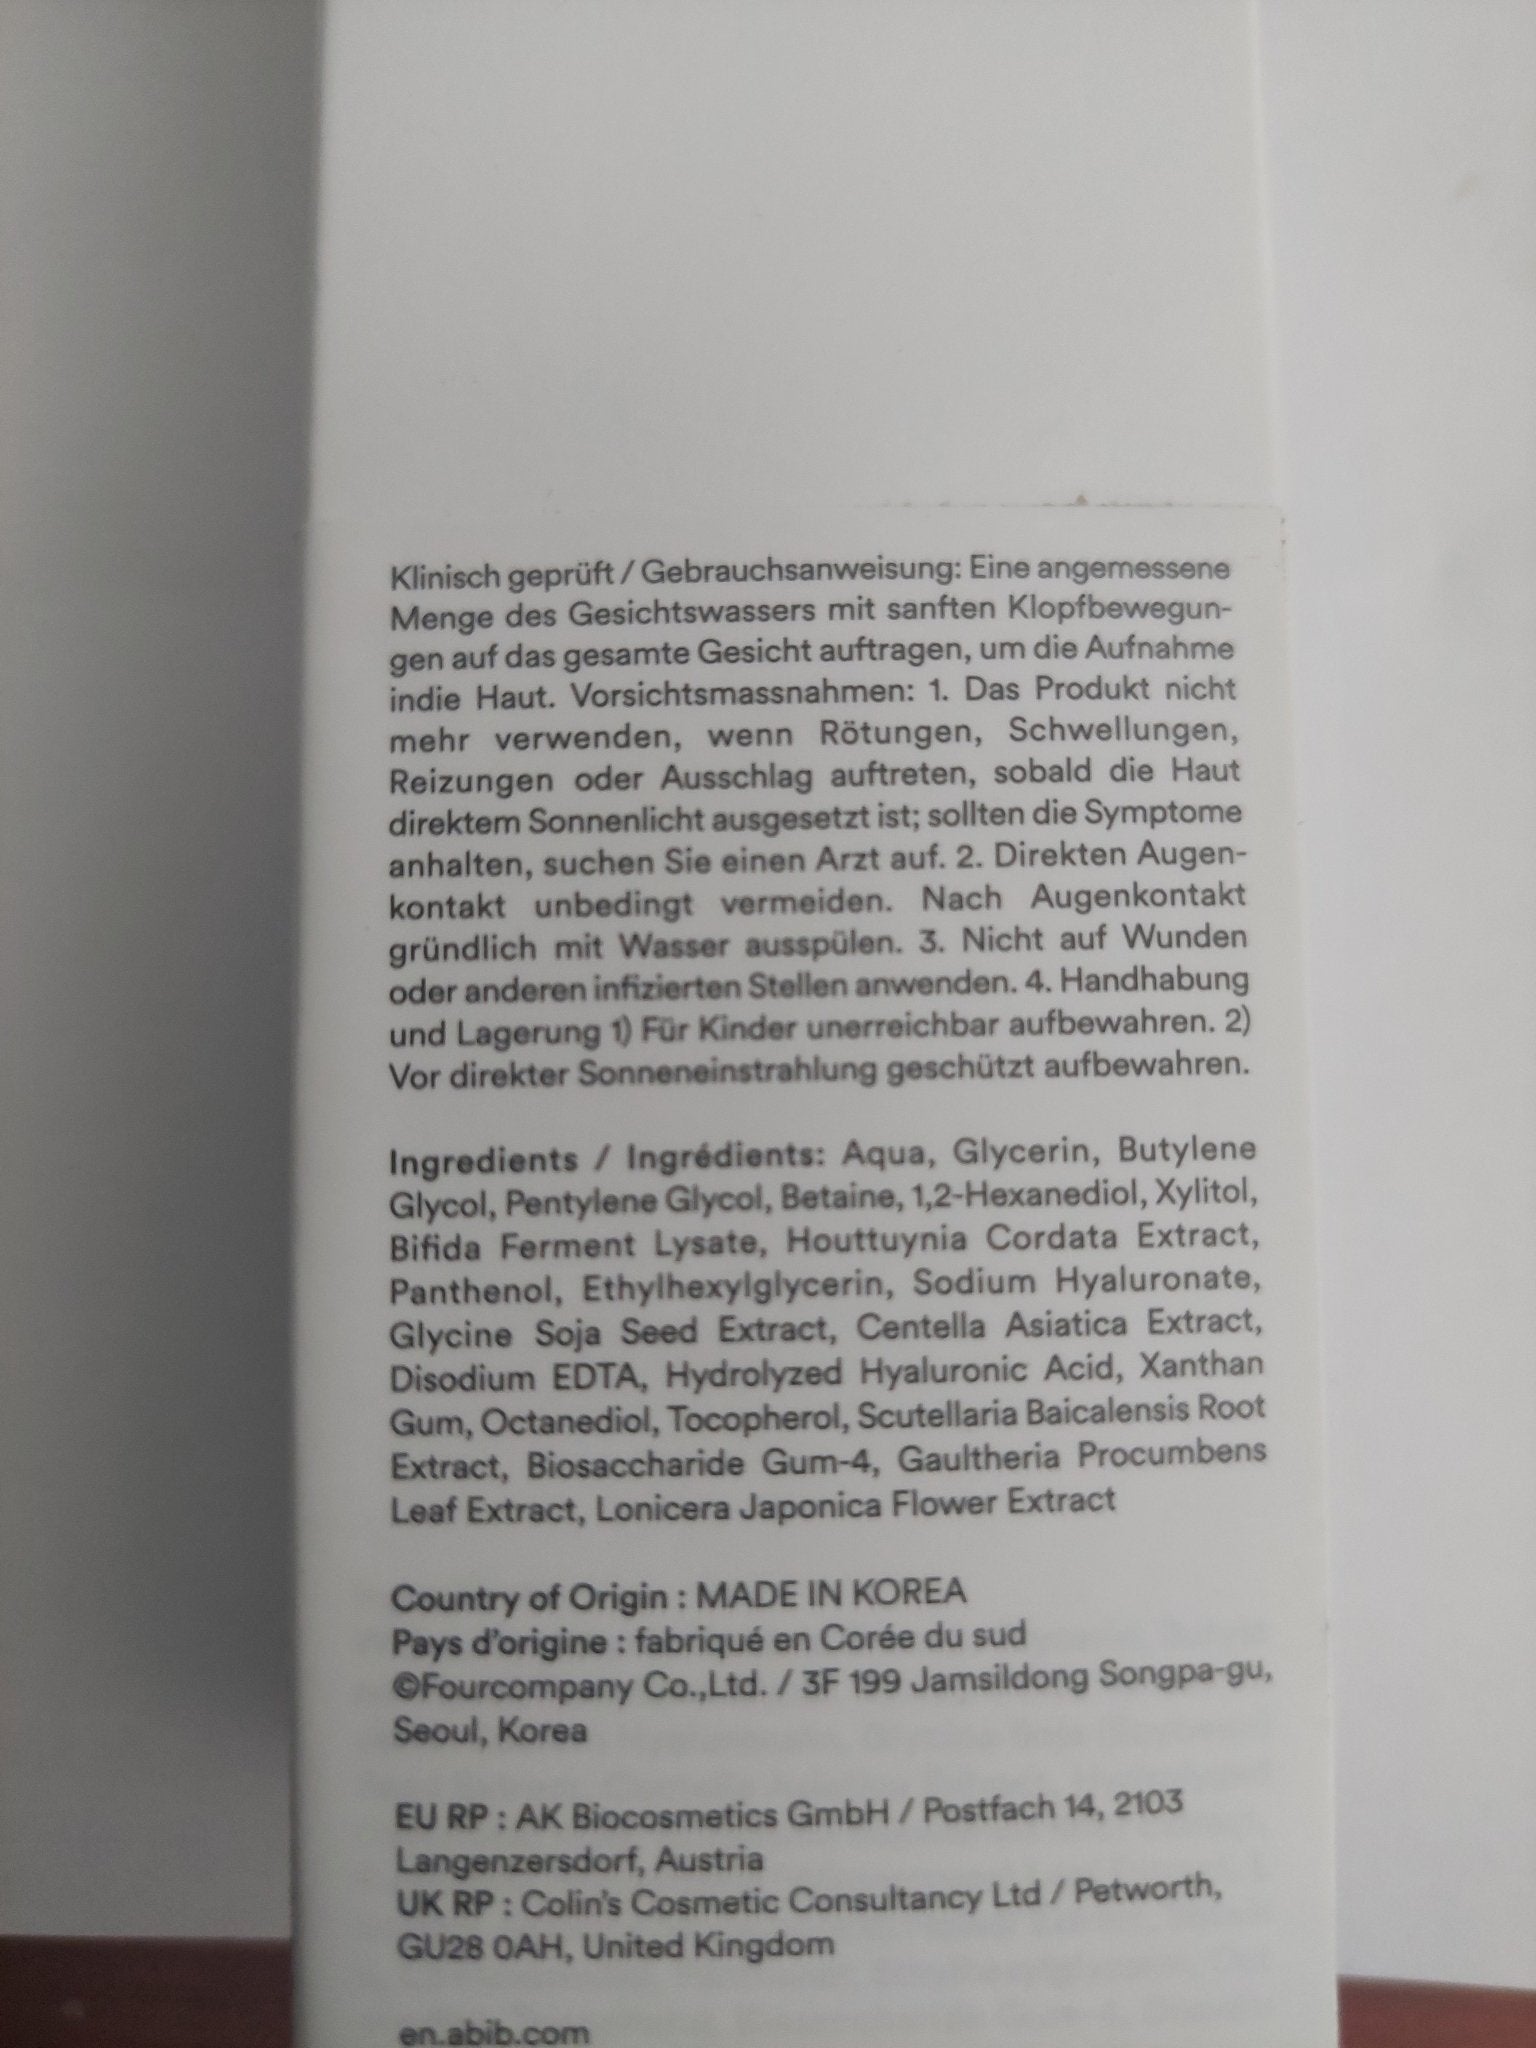 Klinisch geprüft / Gebrauchsanweisung: Eine angemessene
Menge des Gesichtswassers mit sanften Klopfbewegun-
gen auf das gesamte Gesicht auftragen, um die Aufnahme
indie Haut. Vorsichtsmassnahmen: 1. Das Produkt nicht
mehr verwenden, wenn Rötungen, Schwellungen,
Reizungen oder Ausschlag auftreten, sobald die Haut
direktem Sonnenlicht ausgesetzt ist; sollten die Symptome
anhalten, suchen Sie einen Arzt auf. 2. Direkten Augen-
kontakt unbedingt vermeiden. Nach Augenkontakt
gründlich mit Wasser ausspülen. 3. Nicht auf Wunden
oder anderen infizierten Stellen anwenden. 4. Handhabung
und Lagerung 1) Für Kinder unerreichbar aufbewahren. 2)
Vor direkter Sonneneinstrahlung geschützt aufbewahren.
Ingredients / Ingrédients: Aqua, Glycerin, Butylene
Glycol, Pentylene Glycol, Betaine, 1,2-Hexanediol, Xylitol,
Bifida Ferment Lysate, Houttuynia Cordata Extract,
Panthenol, Ethylhexylglycerin, Sodium Hyaluronate,
Glycine Soja Seed Extract, Centella Asiatica Extract,
Disodium EDTA, Hydrolyzed Hyaluronic Acid, Xanthan
Gum, Octanediol, Tocopherol, Scutellaria Baicalensis Root
Extract, Biosaccharide Gum-4, Gaultheria Procumbens
Leaf Extract, Lonicera Japonica Flower Extract
Country of Origin : MADE IN KOREA
Pays d'origine : fabriqué en Corée du sud
©Fourcompany Co.,Ltd. / 3F 199 Jamsildong Songpa-gu,
Seoul, Korea
EU RP : AK Biocosmetics GmbH / Postfach 14, 2103
Langenzersdorf, Austria
UK RP : Colin's Cosmetic Consultancy Ltd / Petworth,
GU28 0AH, United Kingdom
en.abib.com